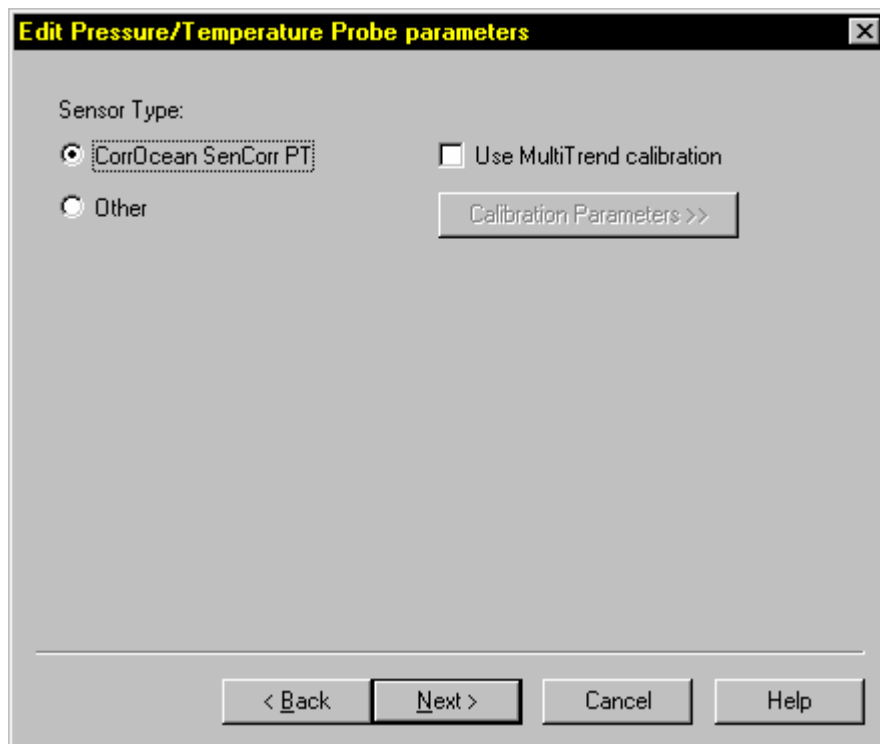 Edit Pressure/Temperature Probe parameters
Sensor Type:
CorrOcean SenCorr PT
Use MultiTrend calibration
Other
Calibration Parameters >>
< Back
Next >
Cancel
Help